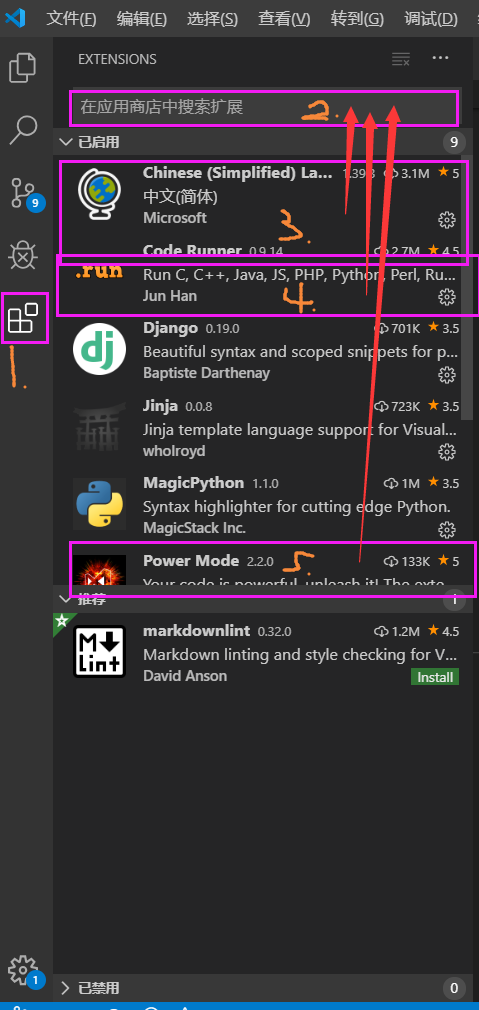 文件(F) 编辑(E) 选择(S) 查看(V) 转到(G) 调试(D)
EXTENSIONS
在应用商店中搜索扩展 2.
已启用 9
Chinese (Simplified) La... 1.39.3 3.1M 5
中文(简体)
Microsoft
3.
Code Runner 0.9.14 2.7M 4.5
.run Run C, C++, Java, JS, PHP, Python, Perl, Ru...
Jun Han
4.
9
1.
Django 0.19.0 701K 3.5
dj Beautiful syntax and scoped snippets for p...
Baptiste Darthenay
Jinja 0.0.8 723K 3.5
Jinja template language support for Visual...
wholroyd
MagicPython 1.1.0 1M 3.5
Syntax highlighter for cutting edge Python.
MagicStack Inc.
Power Mode 2.2.0 5. 133K 5
Your code is powerful, unleash it! The exte...
推荐 1
markdownlint 0.32.0 1.2M 4.5
M Lint Markdown linting and style checking for V...
David Anson Install
1
已禁用 0